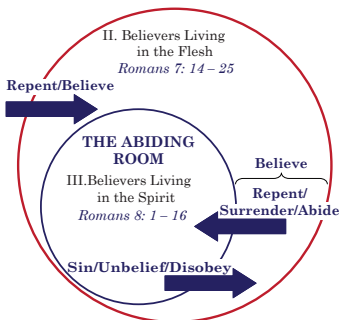 II. Believers Living
in the Flesh
Romans 7: 14 – 25
Repent/Believe
THE ABIDING
ROOM
III.Believers Living
in the Spirit
Romans 8: 1 – 16
Believe
Repent/
Surrender/Abide
Sin/Unbelief/Disobey